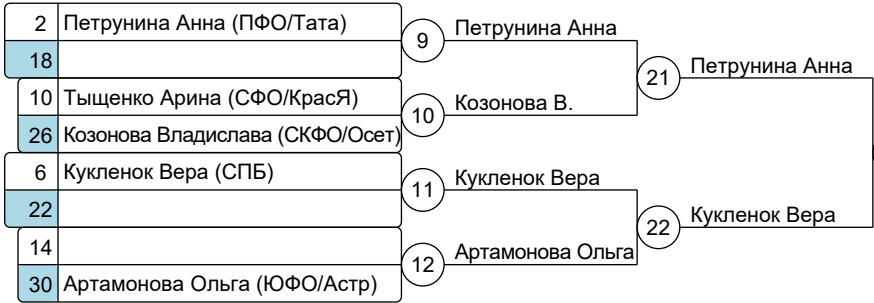 2 Петрунина Анна (ПФО/Тата)
18
9 Петрунина Анна
10 Тыщенко Арина (СФО/КрасЯ)
26 Козонова Владислава (СКФО/Осет)
10 Козонова В.
21 Петрунина Анна
6 Кукленок Вера (СПБ)
22
11 Кукленок Вера
14
30 Артамонова Ольга (ЮФО/Астр)
12 Артамонова Ольга
22 Кукленок Вера